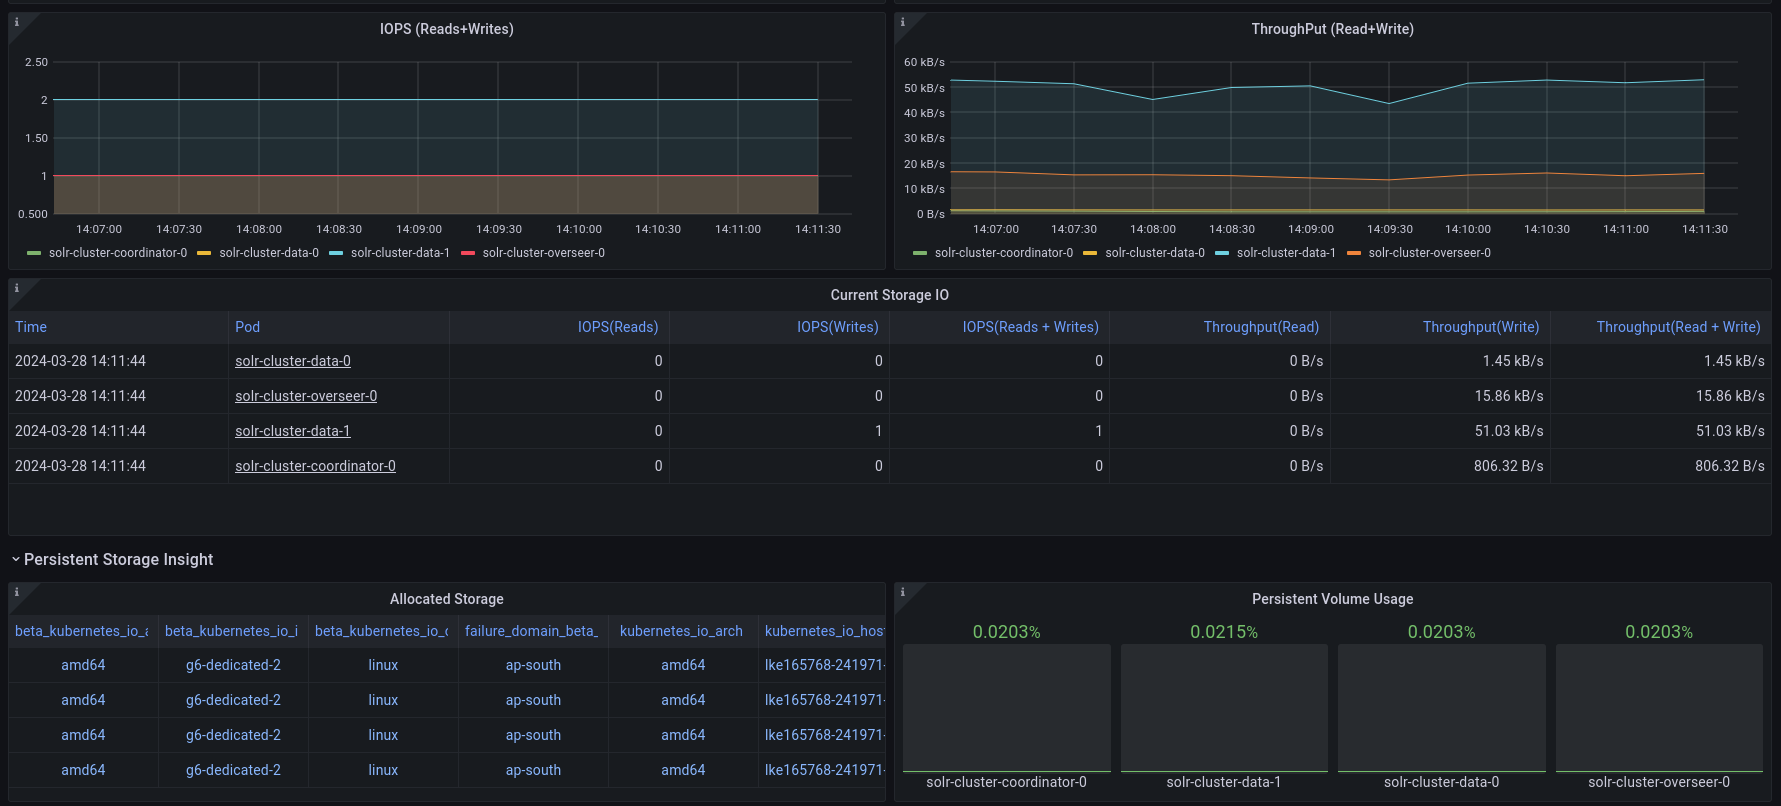 IOPS (Reads+Writes)
2.50
2
1.50
1
0.500
14:07:00 14:07:30 14:08:00 14:08:30 14:09:00 14:09:30 14:10:00 14:10:30 14:11:00 14:11:30
solr-cluster-coordinator-0 solr-cluster-data-0 solr-cluster-data-1 solr-cluster-overseer-0
ThroughPut (Read+Write)
60 kB/s
50 kB/s
40 kB/s
30 kB/s
20 kB/s
10 kB/s
0 B/s
14:07:00 14:07:30 14:08:00 14:08:30 14:09:00 14:09:30 14:10:00 14:10:30 14:11:00 14:11:30
solr-cluster-coordinator-0 solr-cluster-data-0 solr-cluster-data-1 solr-cluster-overseer-0
Current Storage IO
Time Pod IOPS(Reads) IOPS(Writes) IOPS(Reads + Writes) Throughput(Read) Throughput(Write) Throughput(Read + Write)
2024-03-28 14:11:44 solr-cluster-data-0 0 0 0 0 B/s 1.45 kB/s 1.45 kB/s
2024-03-28 14:11:44 solr-cluster-overseer-0 0 0 0 0 B/s 15.86 kB/s 15.86 kB/s
2024-03-28 14:11:44 solr-cluster-data-1 0 1 1 0 B/s 51.03 kB/s 51.03 kB/s
2024-03-28 14:11:44 solr-cluster-coordinator-0 0 0 0 0 B/s 806.32 B/s 806.32 B/s
Persistent Storage Insight
Allocated Storage
beta_kubernetes_io_a beta_kubernetes_io_i beta_kubernetes_io_o failure_domain_beta_ kubernetes_io_arch kubernetes_io_host
amd64 g6-dedicated-2 linux ap-south amd64 lke165768-241971-
amd64 g6-dedicated-2 linux ap-south amd64 lke165768-241971-
amd64 g6-dedicated-2 linux ap-south amd64 lke165768-241971-
amd64 g6-dedicated-2 linux ap-south amd64 lke165768-241971-
Persistent Volume Usage
0.0203% 0.0215% 0.0203% 0.0203%
solr-cluster-coordinator-0 solr-cluster-data-1 solr-cluster-data-0 solr-cluster-overseer-0